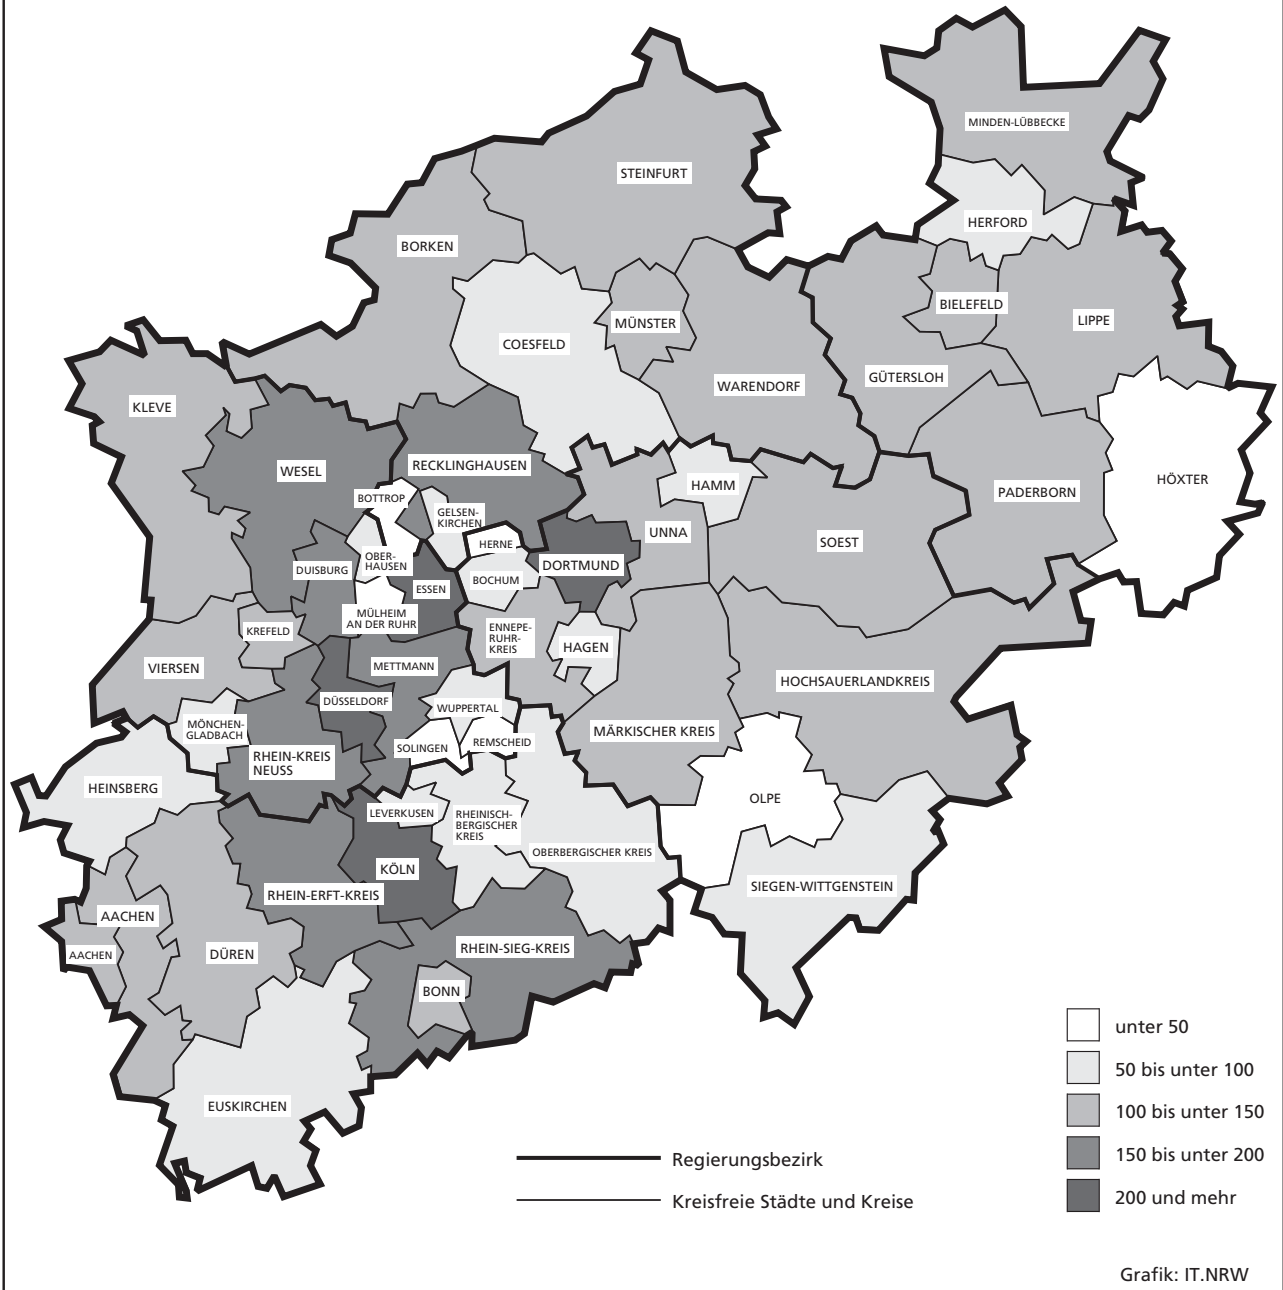 MINDEN-LÜBBECKE
STEINFURT
HERFORD
BORKEN
BIELEFELD
MÜNSTER
LIPPE
COESFELD
GÜTERSLOH
WARENDORF
KLEVE
RECKLINGHAUSEN
WESEL
HÖXTER
HAMM
PADERBORN
BOTTROP
GELSEN-
KIRCHEN
UNNA
SOEST
HERNE
OBER-
HAUSEN
DORTMUND
DUISBURG
BOCHUM
ESSEN
MÜLHEIM
AN DER RUHR
KREFELD
ENNEPE-
RUHR-
KREIS
HAGEN
VIERSEN
METTMANN
HOCHSAUERLANDKREIS
DÜSSELDORF
WUPPERTAL
MÖNCHEN-
GLADBACH
MÄRKISCHER KREIS
REMSCHEID
SOLINGEN
RHEIN-KREIS
NEUSS
HEINSBERG
OLPE
LEVERKUSEN
RHEINISCH-
BERGISCHER
KREIS
OBERBERGISCHER KREIS
KÖLN
SIEGEN-WITTGENSTEIN
RHEIN-ERFT-KREIS
AACHEN
RHEIN-SIEG-KREIS
AACHEN
DÜREN
BONN
EUSKIRCHEN
unter 50
50 bis unter 100
100 bis unter 150
150 bis unter 200
200 und mehr
Regierungsbezirk
Kreisfreie Städte und Kreise
Grafik: IT.NRW